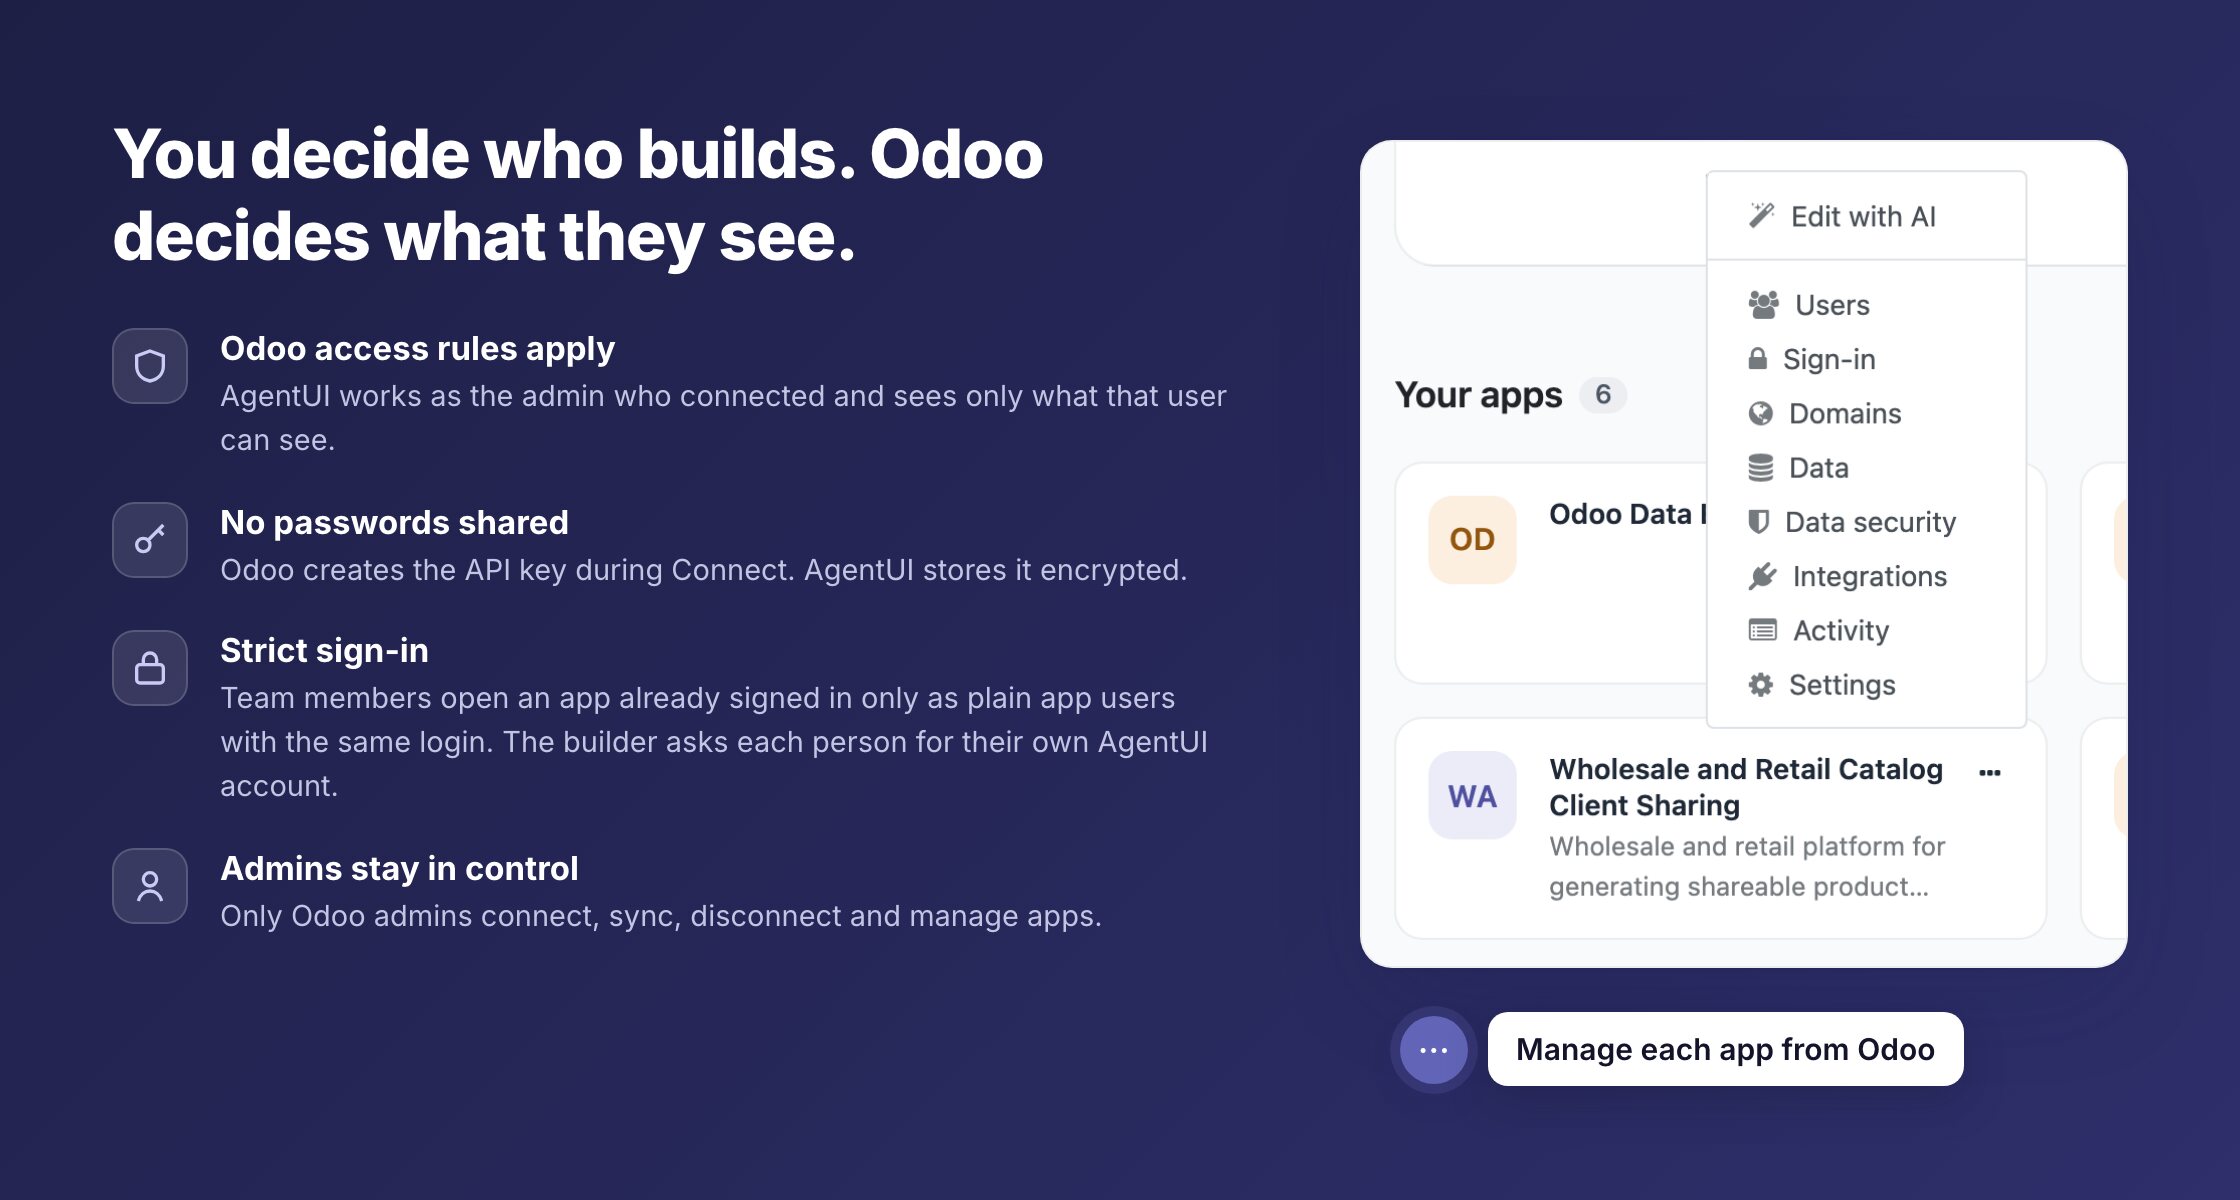 You decide who builds. Odoo
decides what they see.
Odoo access rules apply
AgentUI works as the admin who connected and sees only what that user
can see.
No passwords shared
Odoo creates the API key during Connect. AgentUI stores it encrypted.
Strict sign-in
Team members open an app already signed in only as plain app users
with the same login. The builder asks each person for their own AgentUI
account.
Admins stay in control
Only Odoo admins connect, sync, disconnect and manage apps.
Edit with AI
Users
Sign-in
Domains
Data
Data security
Integrations
Activity
Settings
Your apps 6
OD
Odoo Data
WA
Wholesale and Retail Catalog
Client Sharing
Wholesale and retail platform for
generating shareable product...
Manage each app from Odoo